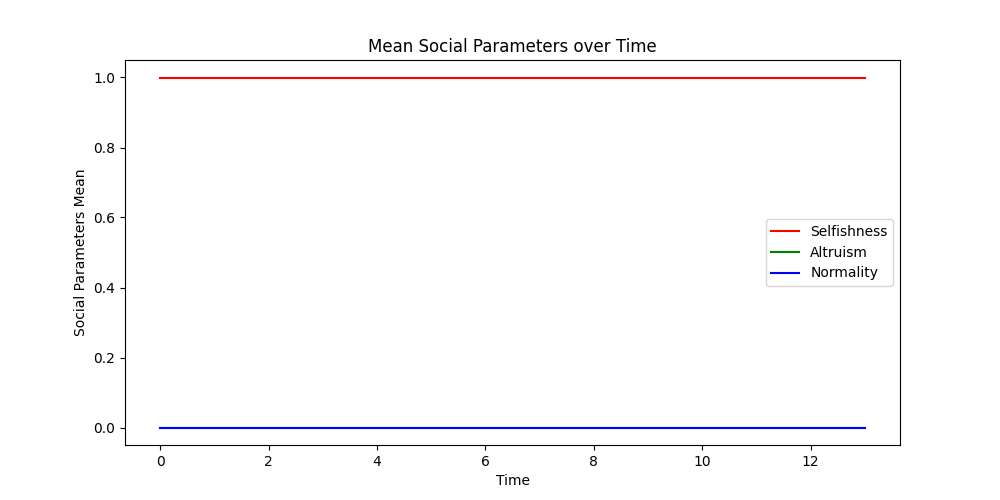 Mean Social Parameters over Time
1.0
0.8
0.6
0.4
0.2
0.0
Social Parameters Mean
Selfishness
Altruism
Normality
0 2 4 6 8 10 12
Time